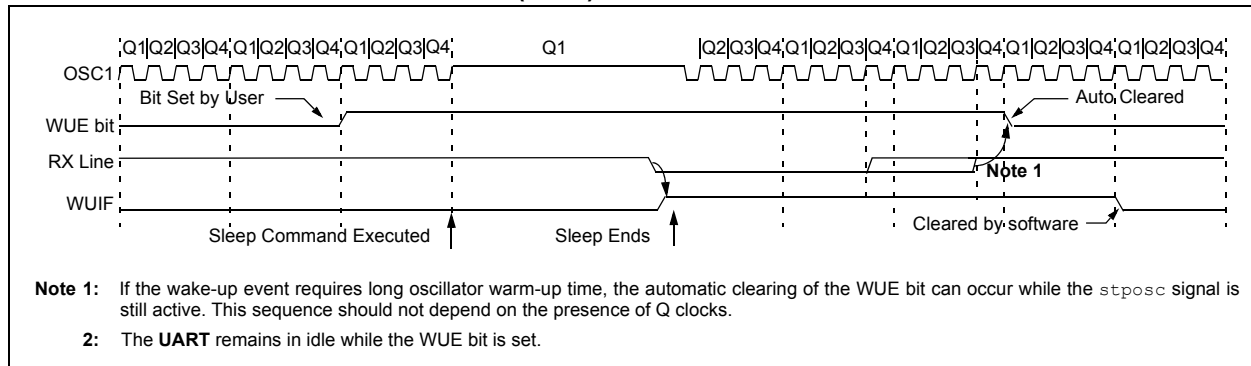 Q1|Q2|Q3|Q4|Q1|Q2|Q3|Q4|Q1|Q2|Q3|Q4 Q1 |Q2|Q3|Q4|Q1|Q2|Q3|Q4|Q1|Q2|Q3|Q4|Q1|Q2|Q3|Q4|Q1|Q2|Q3|Q4
OSC1
Bit Set by User Auto Cleared
WUE bit
RX Line
Note 1
WUIF
Cleared by software
Sleep Command Executed Sleep Ends
Note 1: If the wake-up event requires long oscillator warm-up time, the automatic clearing of the WUE bit can occur while the stposc signal is
still active. This sequence should not depend on the presence of Q clocks.
2: The UART remains in idle while the WUE bit is set.